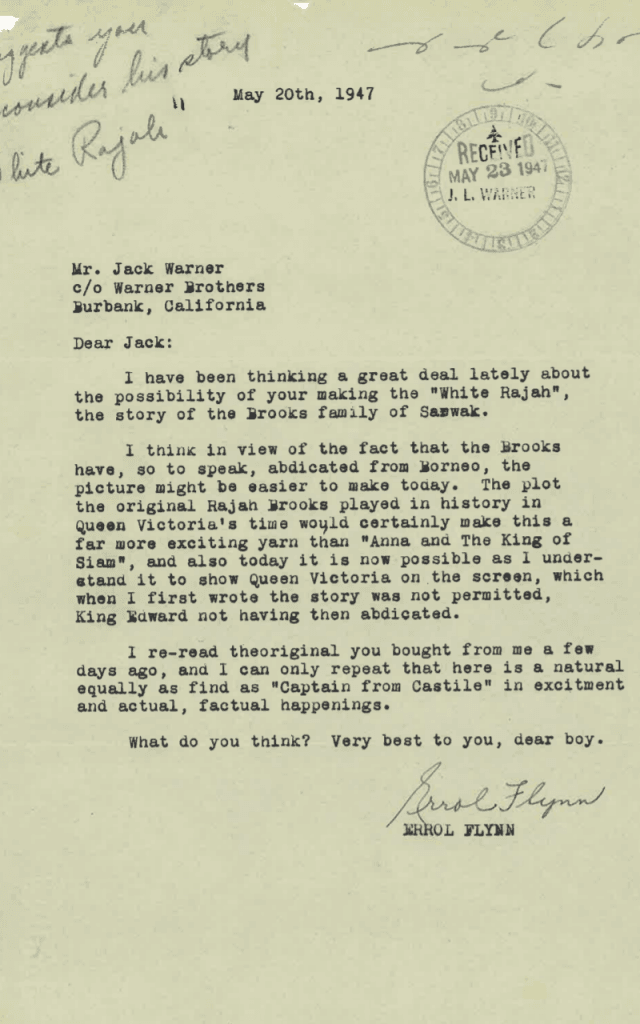 suggests you
consider his story
"
White Rajah
May 20th, 1947
RECEIVED
MAY 23 1947
J. L. WARNER
Mr. Jack Warner
c/o Warner Brothers
Burbank, California
Dear Jack:
I have been thinking a great deal lately about
the possibility of your making the "White Rajah",
the story of the Brooks family of Sarwak.
I think in view of the fact that the Brooks
have, so to speak, abdicated from Borneo, the
picture might be easier to make today. The plot
the original Rajah Brooks played in history in
Queen Victoria's time would certainly make this a
far more exciting yarn than "Anna and The King of
Siam", and also today it is now possible as I under-
stand it to show Queen Victoria on the screen, which
when I first wrote the story was not permitted,
King Edward not having then abdicated.
I re-read theoriginal you bought from me a few
days ago, and I can only repeat that here is a natural
equally as find as "Captain from Castile" in excitment
and actual, factual happenings.
What do you think? Very best to you, dear boy.
Errol Flynn
ERROL FLYNN